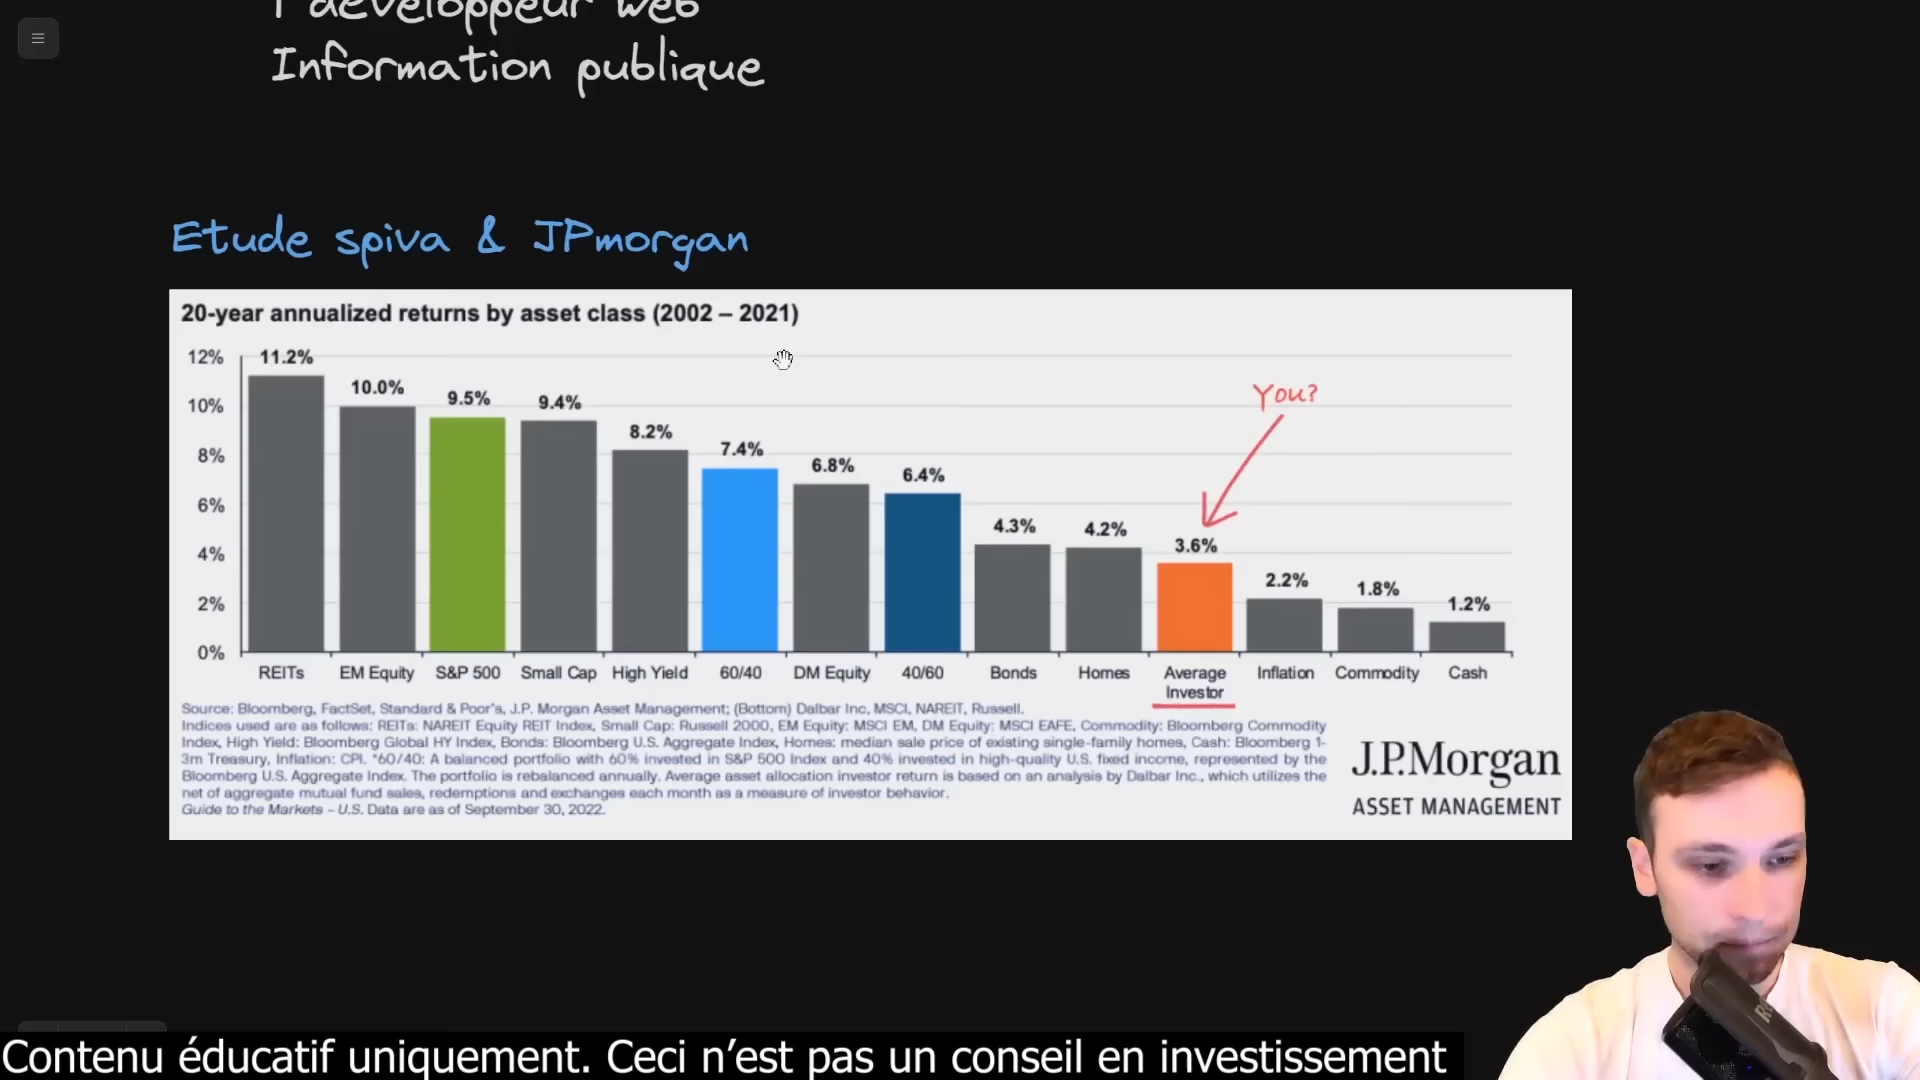 1 développeur web
Information publique
Etude spiva & JPmorgan
20-year annualized returns by asset class (2002 – 2021)
12%
10%
8%
6%
4%
2%
0%
11.2%
10.0%
9.5%
9.4%
8.2%
7.4%
6.8%
6.4%
4.3%
4.2%
3.6%
2.2%
1.8%
1.2%
You?
REITs
EM Equity
S&P 500
Small Cap
High Yield
60/40
DM Equity
40/60
Bonds
Homes
Average
Investor
Inflation
Commodity
Cash
Source: Bloomberg, FactSet, Standard & Poor's, J.P. Morgan Asset Management; (Bottom) Dalbar Inc, MSCI, NAREIT, Russell.
Indices used are as follows: REITs: NAREIT Equity REIT Index, Small Cap: Russell 2000, EM Equity: MSCI EM, DM Equity: MSCI EAFE, Commodity: Bloomberg Commodity
Index, High Yield: Bloomberg Global HY Index, Bonds: Bloomberg U.S. Aggregate Index, Homes: median sale price of existing single-family homes, Cash: Bloomberg 1-
3m Treasury, Inflation: CPI. *60/40: A balanced portfolio with 60% invested in S&P 500 Index and 40% invested in high-quality U.S. fixed income, represented by the
Bloomberg U.S. Aggregate Index. The portfolio is rebalanced annually. Average asset allocation investor return is based on an analysis by Dalbar Inc., which utilizes the
net of aggregate mutual fund sales, redemptions and exchanges each month as a measure of investor behavior.
Guide to the Markets – U.S. Data are as of September 30, 2022.
J.P.Morgan
ASSET MANAGEMENT
Contenu éducatif uniquement. Ceci n’est pas un conseil en investissement